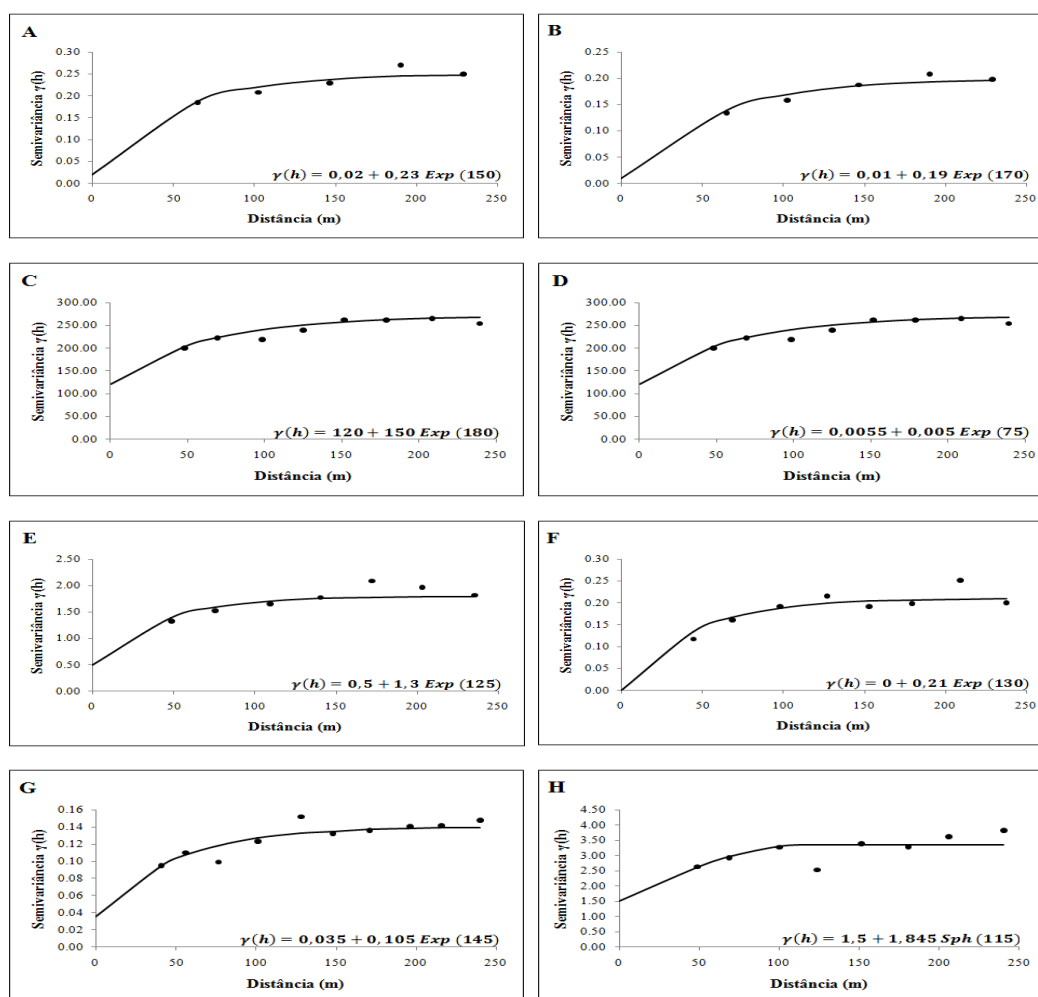 A
Semivariância γ(h)
0.30
0.25
0.20
0.15
0.10
0.05
0.00
γ(h) = 0,02 + 0,23 Exp (150)
0 50 100 150 200 250
Distância (m)
B
Semivariância γ(h)
0.25
0.20
0.15
0.10
0.05
0.00
γ(h) = 0,01 + 0,19 Exp (170)
0 50 100 150 200 250
Distância (m)
C
Semivariância γ(h)
300.00
250.00
200.00
150.00
100.00
50.00
0.00
γ(h) = 120 + 150 Exp (180)
0 50 100 150 200 250
Distância (m)
D
Semivariância γ(h)
300.00
250.00
200.00
150.00
100.00
50.00
0.00
γ(h) = 0,0055 + 0,005 Exp (75)
0 50 100 150 200 250
Distância (m)
E
Semivariância γ(h)
2.50
2.00
1.50
1.00
0.50
0.00
γ(h) = 0,5 + 1,3 Exp (125)
0 50 100 150 200 250
Distância (m)
F
Semivariância γ(h)
0.30
0.25
0.20
0.15
0.10
0.05
0.00
γ(h) = 0 + 0,21 Exp (130)
0 50 100 150 200 250
Distância (m)
G
Semivariância γ(h)
0.16
0.14
0.12
0.10
0.08
0.06
0.04
0.02
0.00
γ(h) = 0,035 + 0,105 Exp (145)
0 50 100 150 200 250
Distância (m)
H
Semivariância γ(h)
4.50
4.00
3.50
3.00
2.50
2.00
1.50
1.00
0.50
0.00
γ(h) = 1,5 + 1,845 Sph (115)
0 50 100 150 200 250
Distância (m)